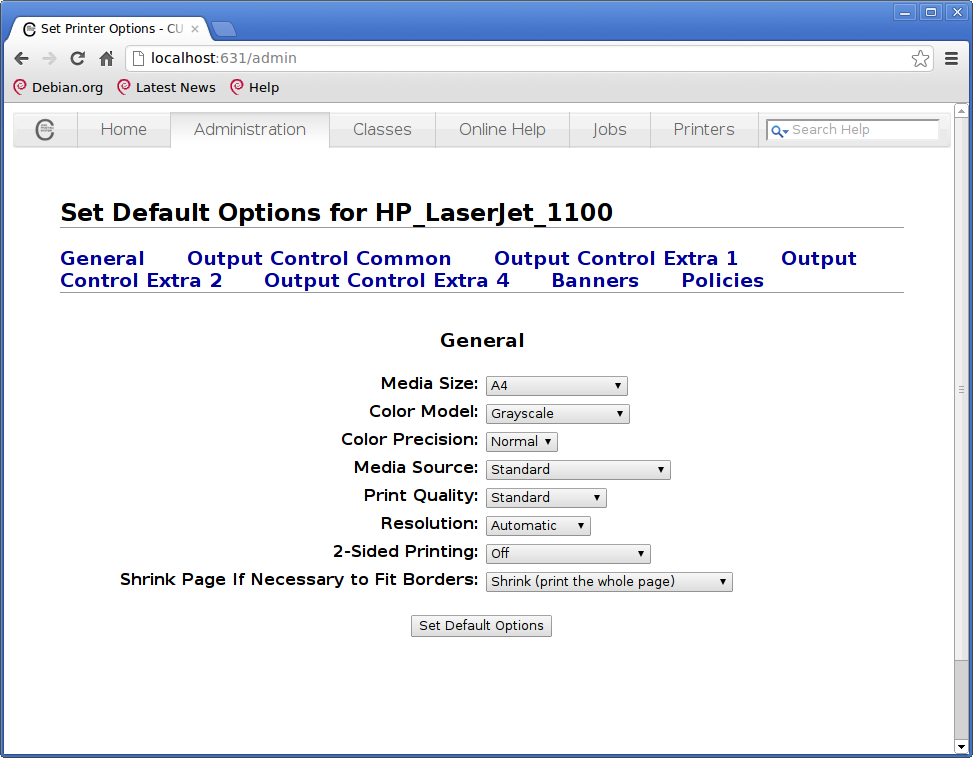 Set Printer Options - CU
localhost:631/admin
Debian.org Latest News Help
Home Administration Classes Online Help Jobs Printers Search Help
Set Default Options for HP_LaserJet_1100
General Output Control Common Output Control Extra 1 Output
Control Extra 2 Output Control Extra 4 Banners Policies
General
Media Size: A4
Color Model: Grayscale
Color Precision: Normal
Media Source: Standard
Print Quality: Standard
Resolution: Automatic
2-Sided Printing: Off
Shrink Page If Necessary to Fit Borders: Shrink (print the whole page)
Set Default Options